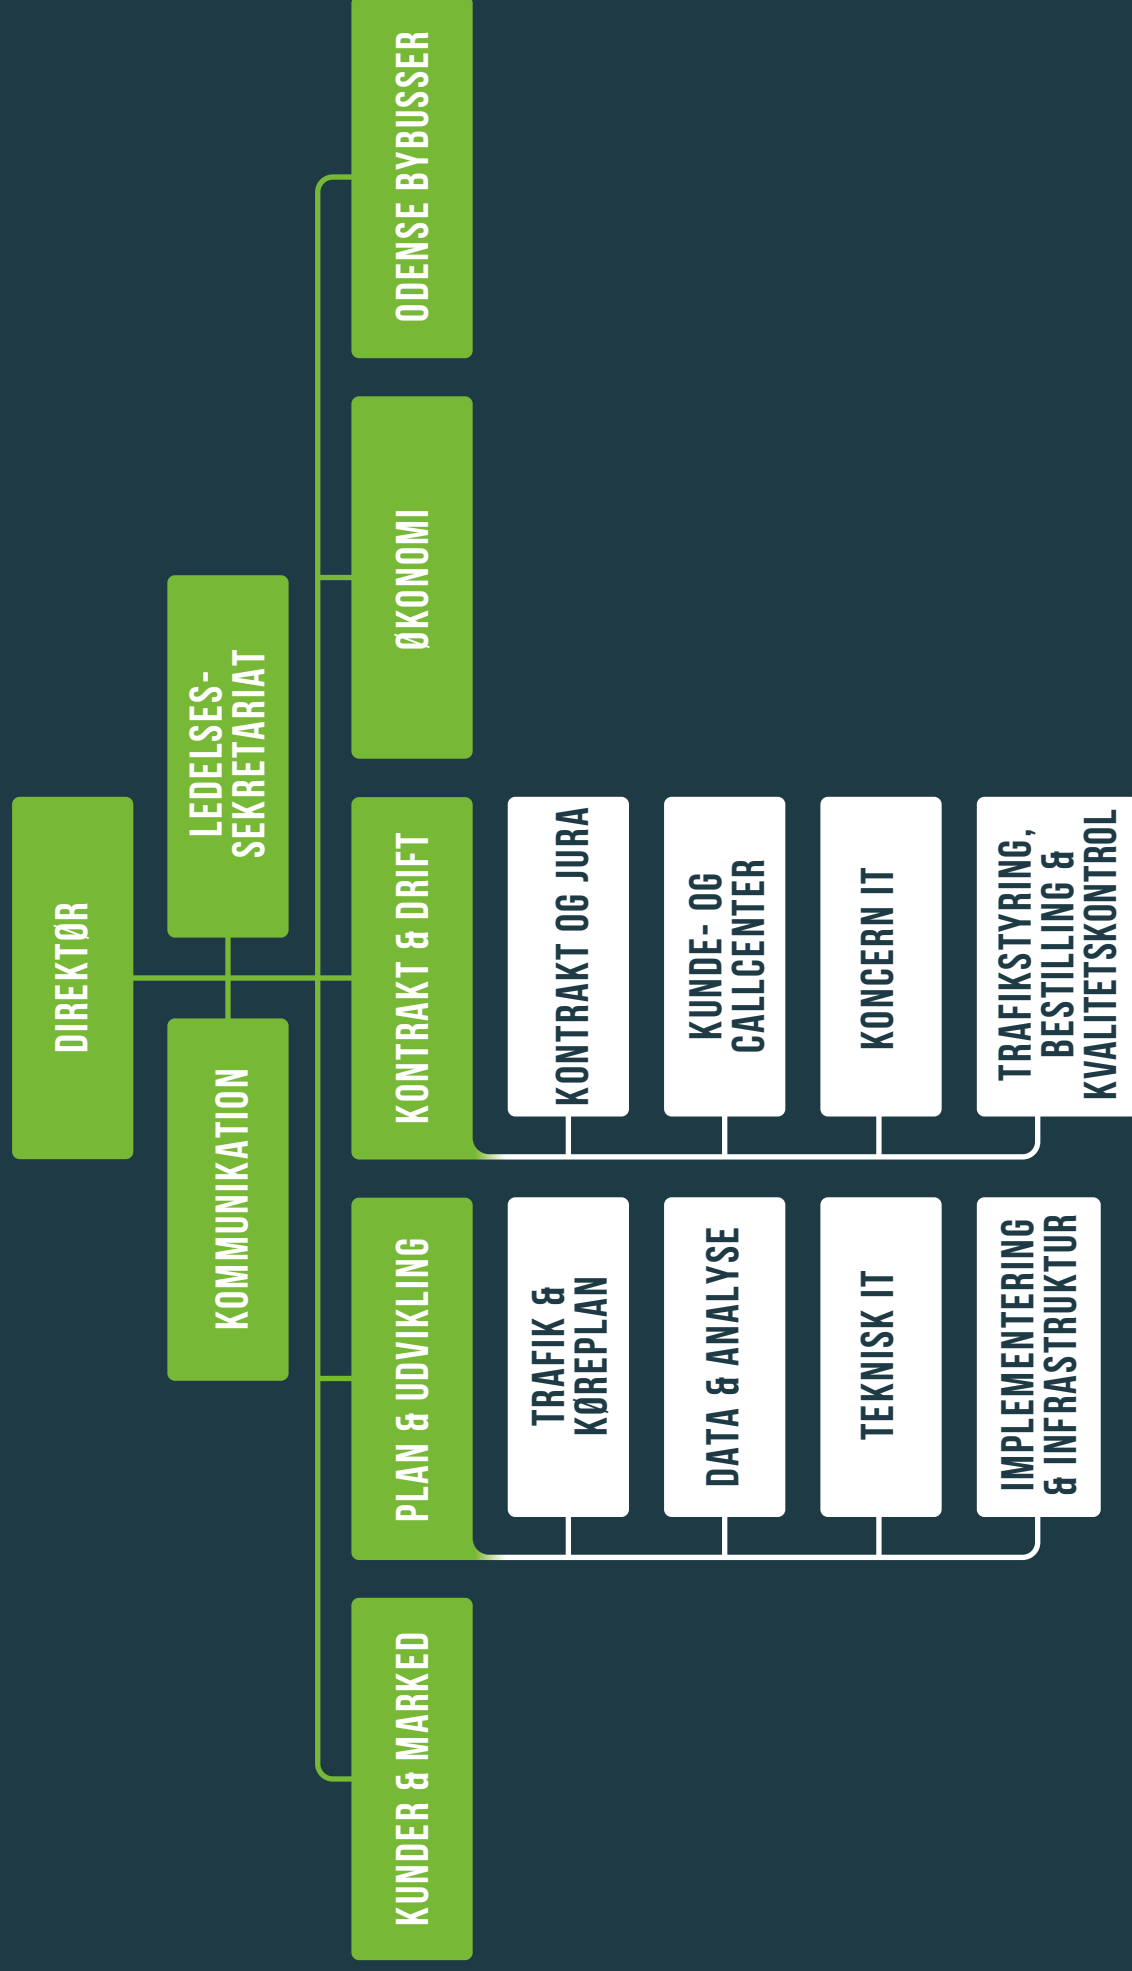 DIREKTØR
KOMMUNIKATION
LEDELSES-
SEKRETARIAT
KUNDER & MARKED
PLAN & UDVIKLING
KONTRAKT & DRIFT
ØKONOMI
ODENSE BYBUSSER
TRAFIK &
KØREPLAN
DATA & ANALYSE
TEKNISK IT
IMPLEMENTERING
& INFRASTRUKTUR
KONTRAKT OG JURA
KUNDE- OG
CALLCENTER
KONCERN IT
TRAFIKSTYRING,
BESTILLING &
KVALITETSKONTROL